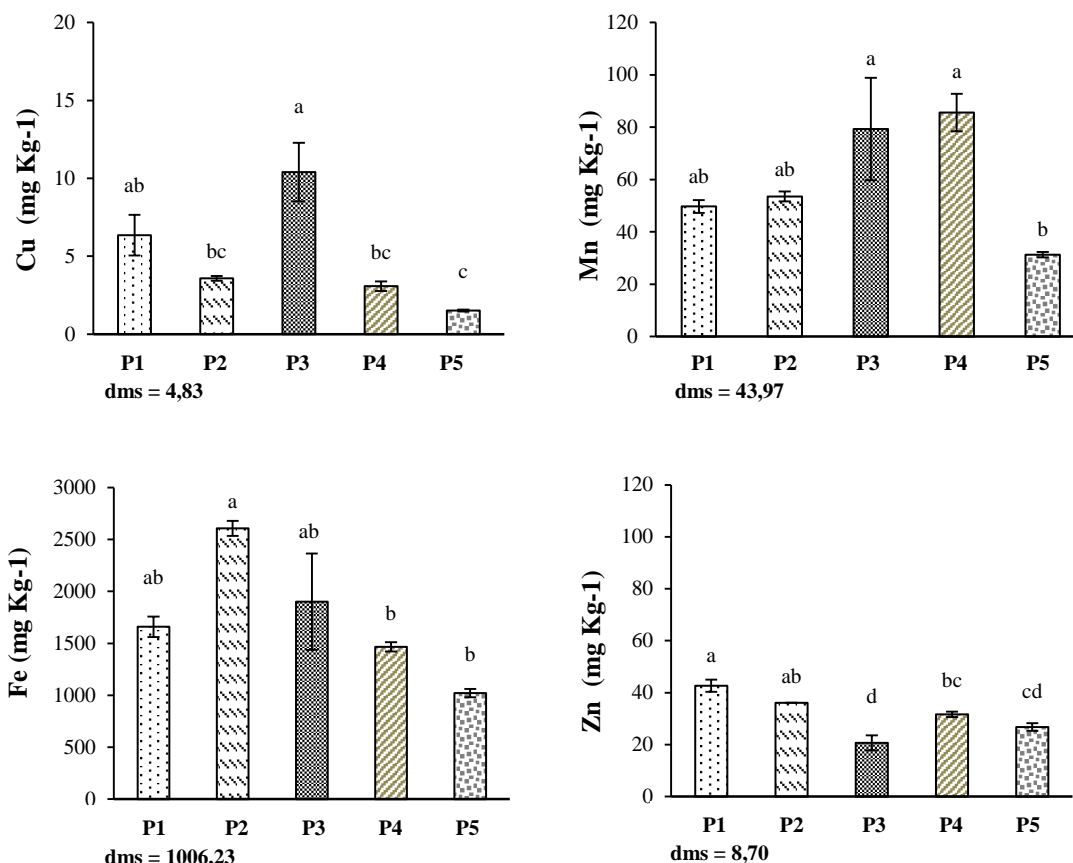 20
15
10
5
0
Cu (mg Kg-1)
ab
bc
a
bc
c
P1 P2 P3 P4 P5
dms = 4,83
120
100
80
60
40
20
0
Mn (mg Kg-1)
ab
ab
a
a
b
P1 P2 P3 P4 P5
dms = 43,97
3000
2500
2000
1500
1000
500
0
Fe (mg Kg-1)
ab
a
ab
b
b
P1 P2 P3 P4 P5
dms = 1006,23
120
100
80
60
40
20
0
Zn (mg Kg-1)
a
ab
d
bc
cd
P1 P2 P3 P4 P5
dms = 8,70